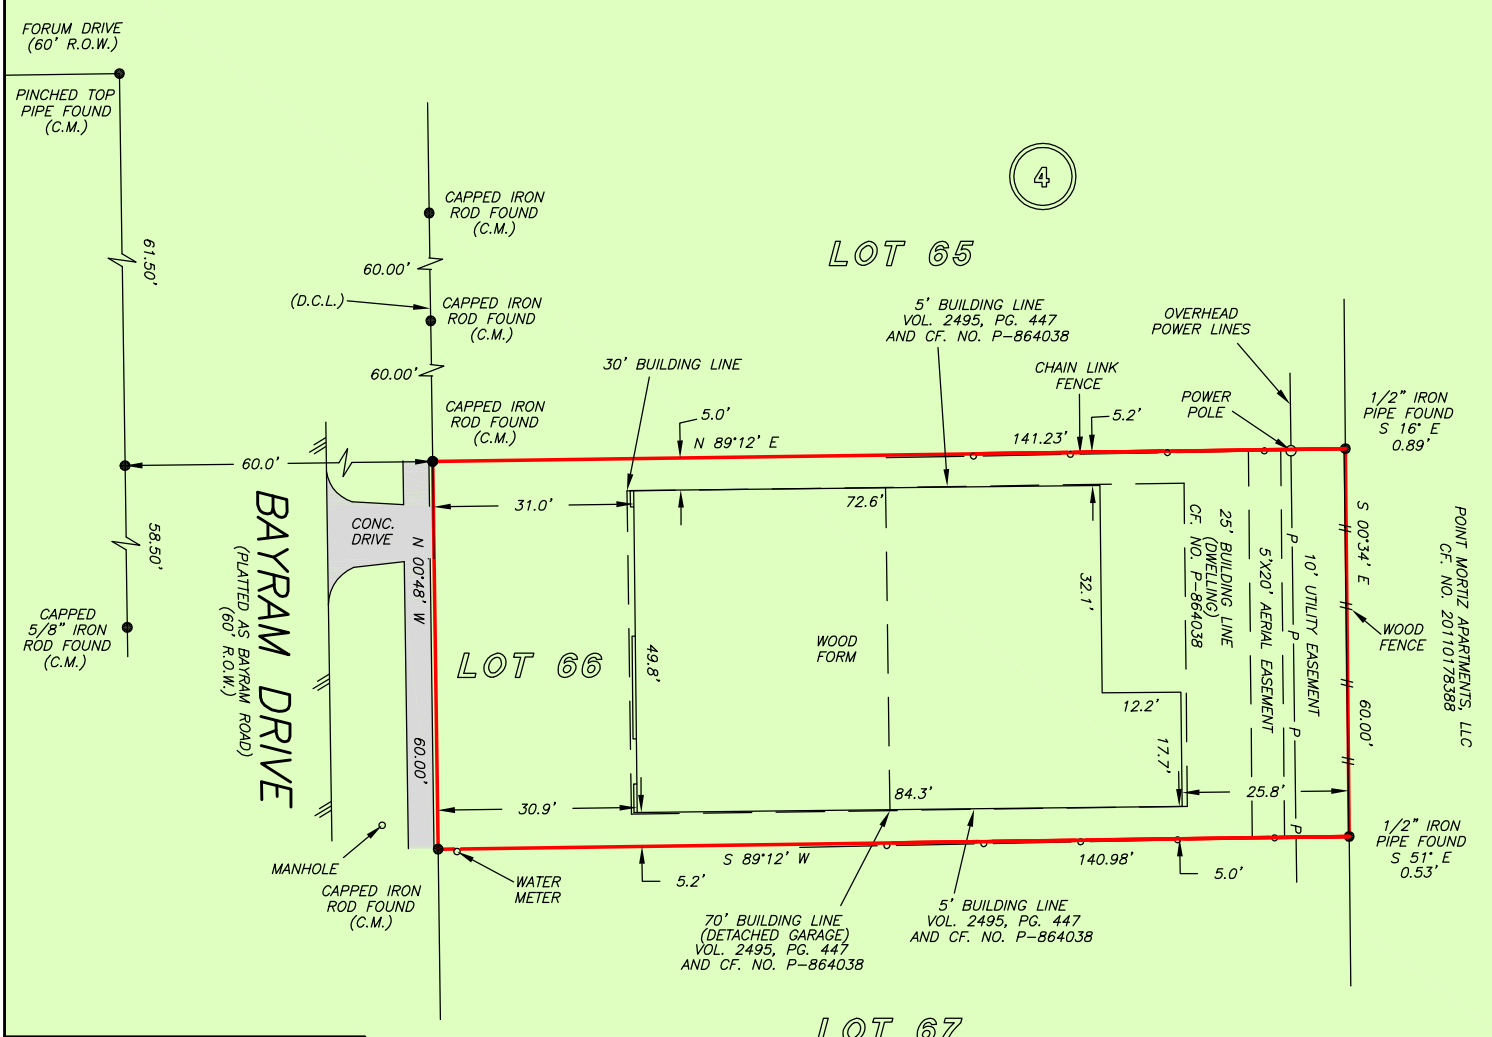 FORUM DRIVE
(60' R.O.W.)
PINCHED TOP
PIPE FOUND
(C.M.)
61.50'
58.50'
CAPPED
5/8" IRON
ROD FOUND
(C.M.)
60.0'
CAPPED IRON
ROD FOUND
(C.M.)
60.00'
(D.C.L.)
CAPPED IRON
ROD FOUND
(C.M.)
60.00'
CAPPED IRON
ROD FOUND
(C.M.)
4
LOT 65
5' BUILDING LINE
VOL. 2495, PG. 447
AND CF. NO. P-864038
30' BUILDING LINE
OVERHEAD
POWER LINES
CHAIN LINK
FENCE
POWER
POLE
1/2" IRON
PIPE FOUND
S 16° E
0.89'
5.0'
N 89°12' E
141.23'
5.2'
31.0'
72.6'
CONC.
DRIVE
N 00°48' W
60.00'
BAYRAM DRIVE
(PLATTED AS BAYRAM ROAD)
(60' R.O.W.)
LOT 66
49.8'
WOOD
FORM
32.1'
12.2'
17.7'
25' BUILDING LINE
(DWELLING)
CF. NO. P-864038
5'X20' AERIAL EASEMENT
10' UTILITY EASEMENT
P
P
P
P
S 00°34' E
60.00'
WOOD
FENCE
POINT MORTIZ APARTMENTS, LLC
CF. NO. 20110178388
30.9'
84.3'
25.8'
MANHOLE
CAPPED IRON
ROD FOUND
(C.M.)
WATER
METER
5.2'
S 89°12' W
140.98'
5.0'
1/2" IRON
PIPE FOUND
S 51° E
0.53'
70' BUILDING LINE
(DETACHED GARAGE)
VOL. 2495, PG. 447
AND CF. NO. P-864038
5' BUILDING LINE
VOL. 2495, PG. 447
AND CF. NO. P-864038
LOT 67